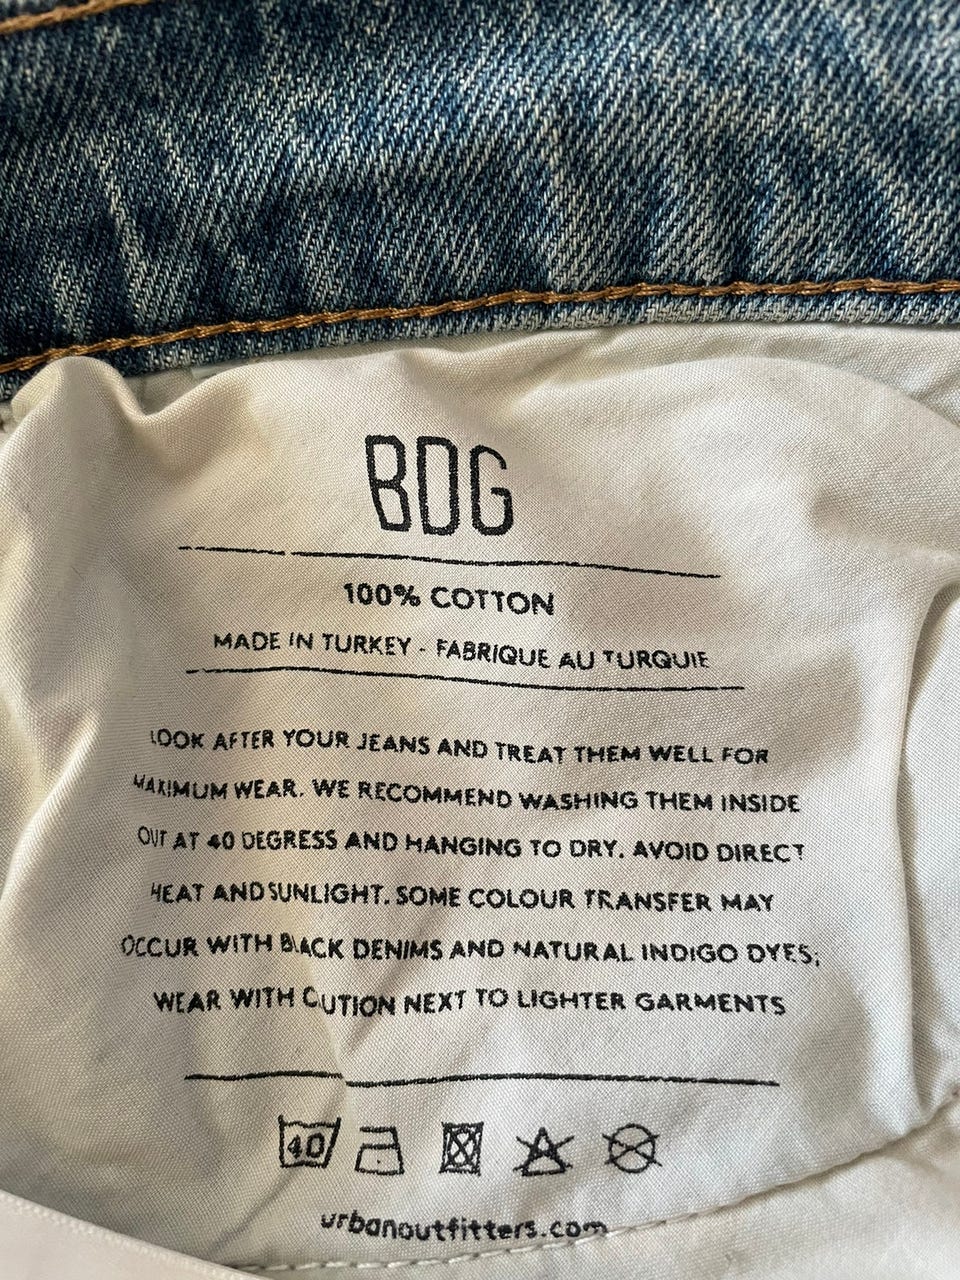 BDG
100% COTTON
MADE IN TURKEY - FABRIQUE AU TURQUIE
LOOK AFTER YOUR JEANS AND TREAT THEM WELL FOR
MAXIMUM WEAR. WE RECOMMEND WASHING THEM INSIDE
OUT AT 40 DEGRESS AND HANGING TO DRY. AVOID DIRECT
HEAT AND SUNLIGHT. SOME COLOUR TRANSFER MAY
OCCUR WITH BLACK DENIMS AND NATURAL INDIGO DYES;
WEAR WITH CUTION NEXT TO LIGHTER GARMENTS
40
urbanoutfitters.com